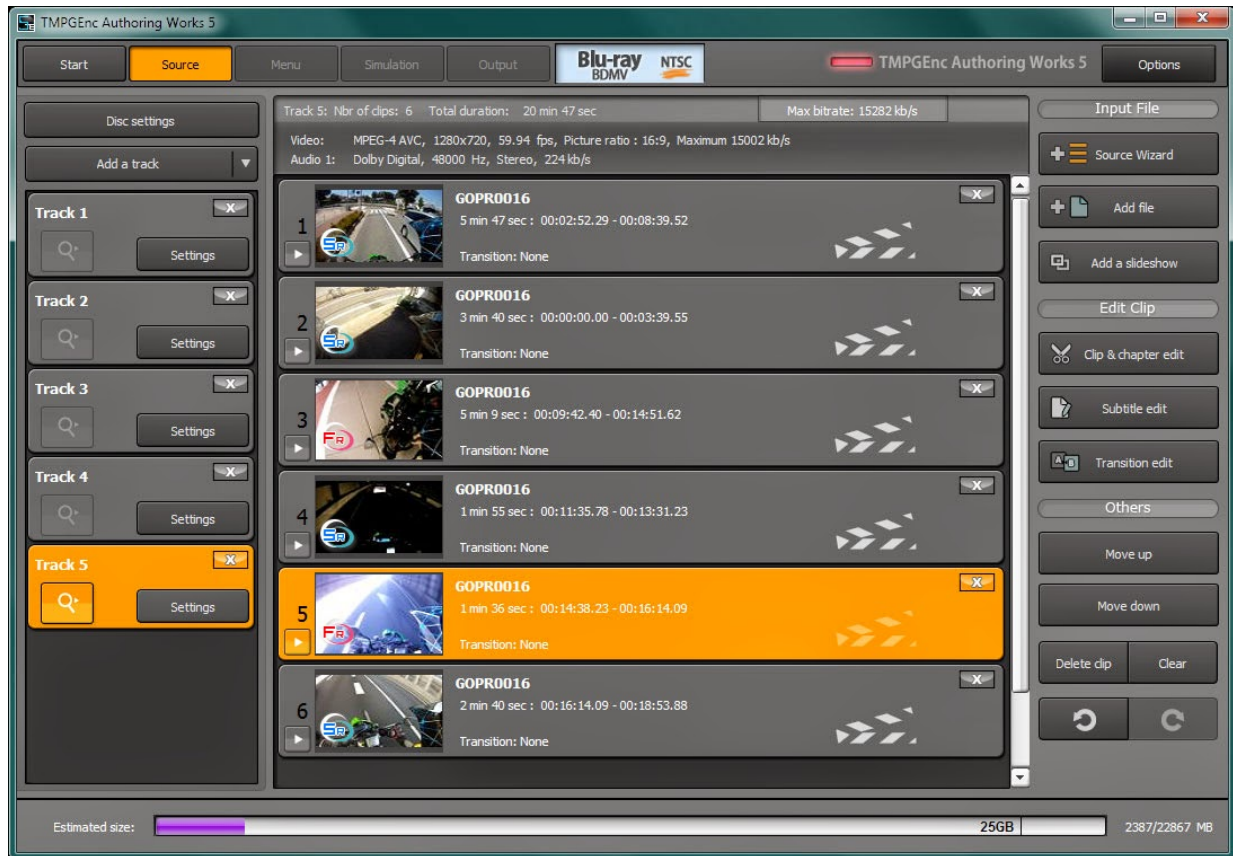 TMPGEnc Authoring Works 5
Start
Source
Menu
Simulation
Output
Blu-ray BDMV NTSC
TMPGEnc Authoring Works 5
Options
Disc settings
Add a track
Track 1
Settings
Track 2
Settings
Track 3
Settings
Track 4
Settings
Track 5
Settings
Track 5: Nbr of clips: 6 Total duration: 20 min 47 sec
Max bitrate: 15282 kb/s
Video: MPEG-4 AVC, 1280x720, 59.94 fps, Picture ratio : 16:9, Maximum 15002 kb/s
Audio 1: Dolby Digital, 48000 Hz, Stereo, 224 kb/s
1
SR
GOPR0016
5 min 47 sec : 00:02:52.29 - 00:08:39.52
Transition: None
2
SR
GOPR0016
3 min 40 sec : 00:00:00.00 - 00:03:39.55
Transition: None
3
FR
GOPR0016
5 min 9 sec : 00:09:42.40 - 00:14:51.62
Transition: None
4
SR
GOPR0016
1 min 55 sec : 00:11:35.78 - 00:13:31.23
Transition: None
5
FR
GOPR0016
1 min 36 sec : 00:14:38.23 - 00:16:14.09
Transition: None
6
SR
GOPR0016
2 min 40 sec : 00:16:14.09 - 00:18:53.88
Transition: None
Input File
Source Wizard
Add file
Add a slideshow
Edit Clip
Clip & chapter edit
Subtitle edit
A B
Transition edit
Others
Move up
Move down
Delete clip
Clear
Estimated size:
25GB
2387/22867 MB